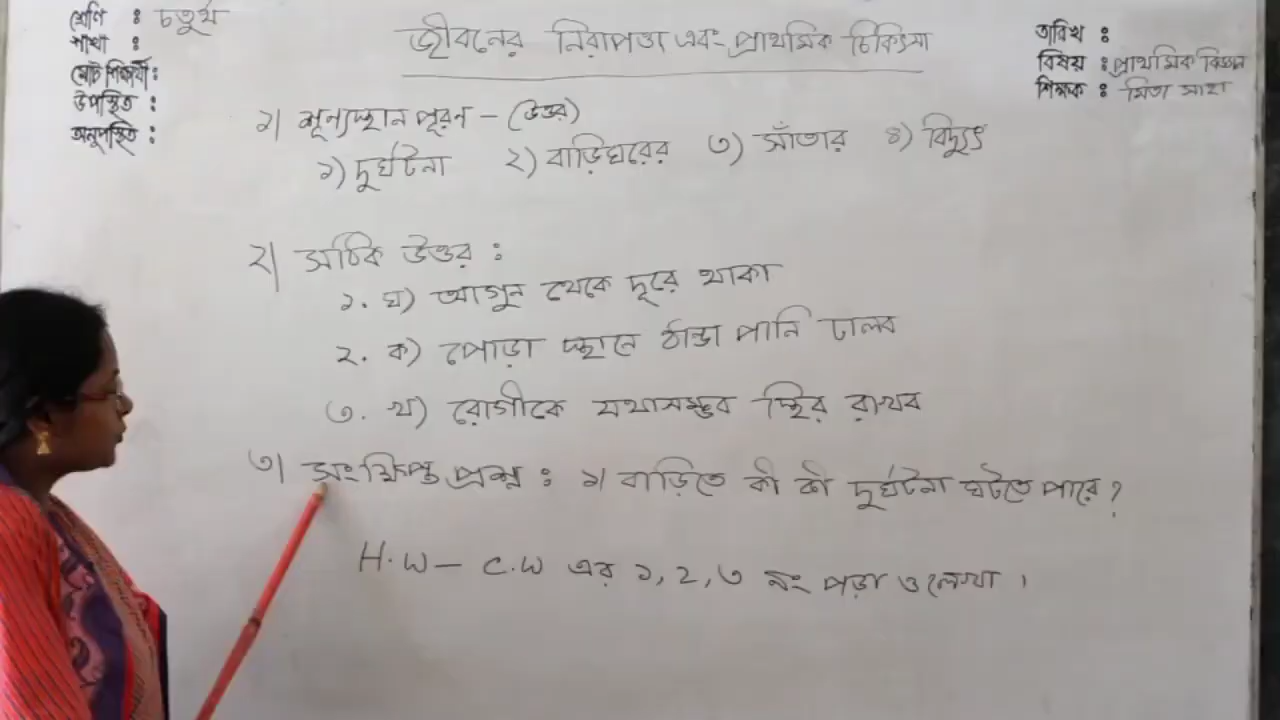 শ্রেণি : চতুর্থ
শাখা :
মোট শিক্ষার্থী :
উপস্থিত :
অনুপস্থিত :
জীবনের নিরাপত্তা এবং প্রাথমিক চিকিৎসা
তারিখ :
বিষয় : প্রাথমিক বিজ্ঞান
শিক্ষক : মিতা সাহা
১| শূন্যস্থান পূরণ – (উত্তর)
১) দুর্ঘটনা ২) বাড়িঘরের ৩) সাঁতার ৪) বিদ্যুৎ
২| সঠিক উত্তর :
১. ঘ) আগুন থেকে দূরে থাকা
২. ক) পোড়া স্থানে ঠান্ডা পানি ঢালব
৩. খ) রোগীকে যথাসম্ভব স্থির রাখব
৩| সংক্ষিপ্ত প্রশ্ন : ১| বাড়িতে কী কী দুর্ঘটনা ঘটতে পারে ?
H.W – C.W এর ১, ২, ৩ নং পড়া ও লেখা ।